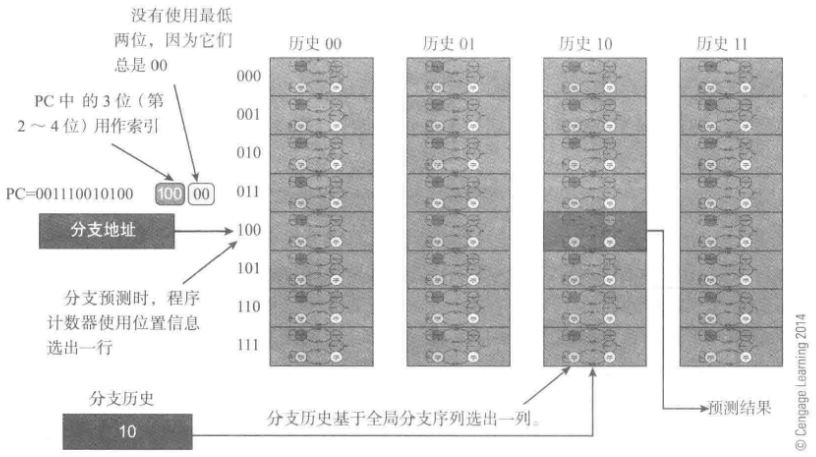 没有使用最低
两位，因为它们
总是 00
PC 中 的 3 位（第
2 ～ 4 位）用作索引
PC=001110010100
100
00
分支地址
分支预测时，程序
计数器使用位置信息
选出一行
分支历史
10
历史 00
历史 01
历史 10
历史 11
000
001
010
011
100
101
110
111
分支历史基于全局分支序列选出一列。
预测结果
© Cengage Learning 2014